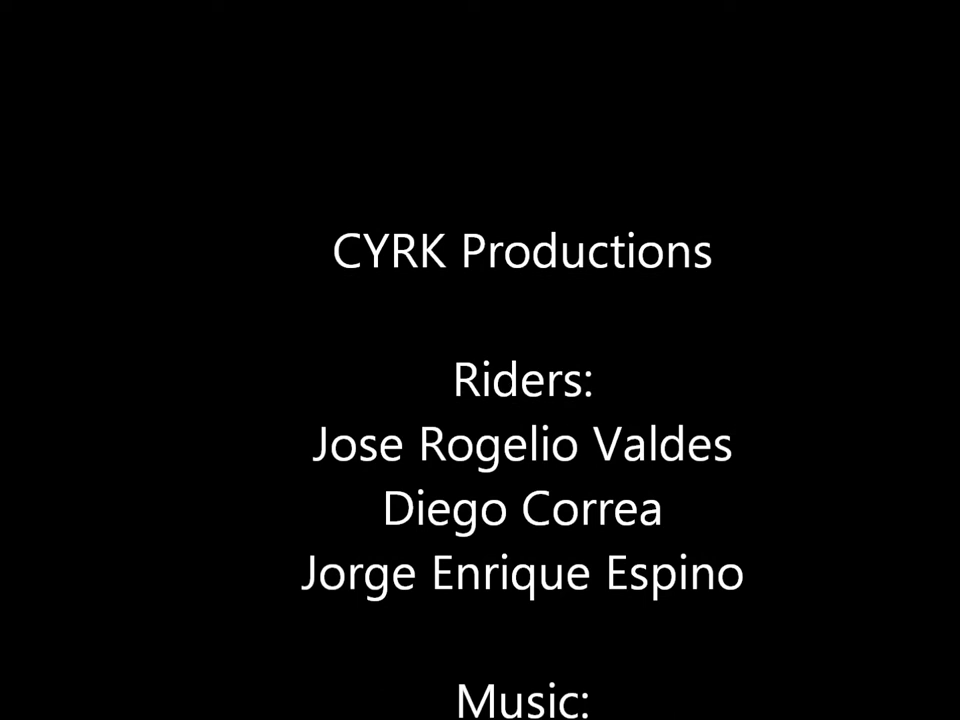 CYRK Productions
Riders:
Jose Rogelio Valdes
Diego Correa
Jorge Enrique Espino
Music: